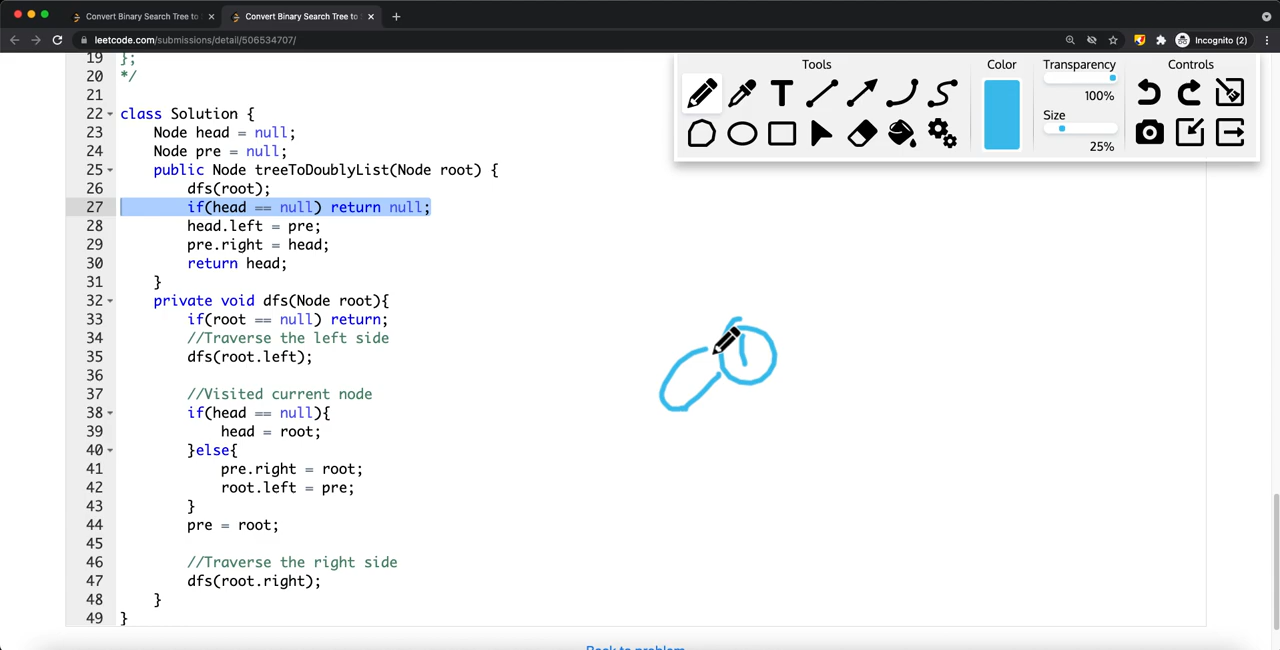 Convert Binary Search Tree to
Convert Binary Search Tree to
leetcode.com/submissions/detail/506534707/
Incognito (2)
Tools
Color
Transparency
100%
Size
25%
Controls
19 };
20 */
21
22 class Solution {
23 Node head = null;
24 Node pre = null;
25 public Node treeToDoublyList(Node root) {
26 dfs(root);
27 if(head == null) return null;
28 head.left = pre;
29 pre.right = head;
30 return head;
31 }
32 private void dfs(Node root){
33 if(root == null) return;
34 //Traverse the left side
35 dfs(root.left);
36
37 //Visited current node
38 if(head == null){
39 head = root;
40 }else{
41 pre.right = root;
42 root.left = pre;
43 }
44 pre = root;
45
46 //Traverse the right side
47 dfs(root.right);
48 }
49 }
Back to problem